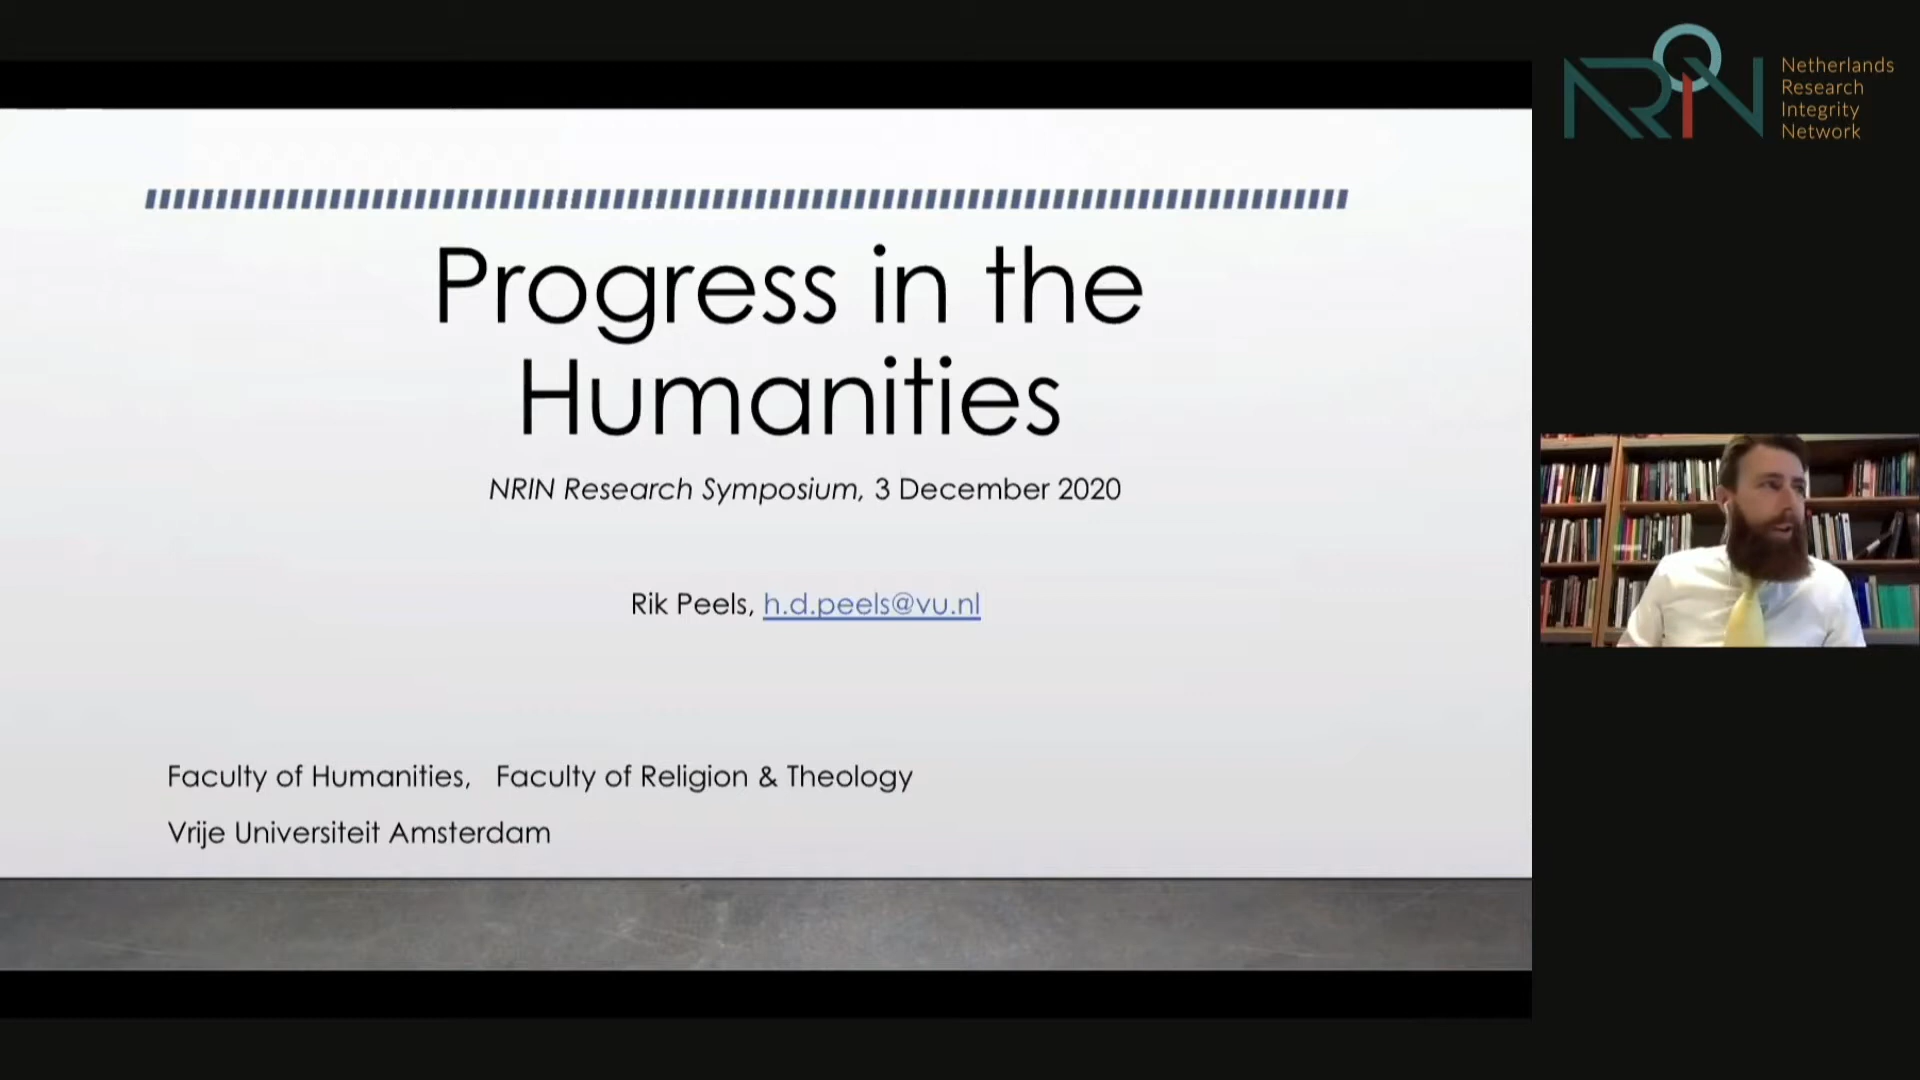 Progress in the
Humanities
NRIN Research Symposium, 3 December 2020
Rik Peels, h.d.peels@vu.nl
Faculty of Humanities, Faculty of Religion & Theology
Vrije Universiteit Amsterdam
NRIN
Netherlands
Research
Integrity
Network